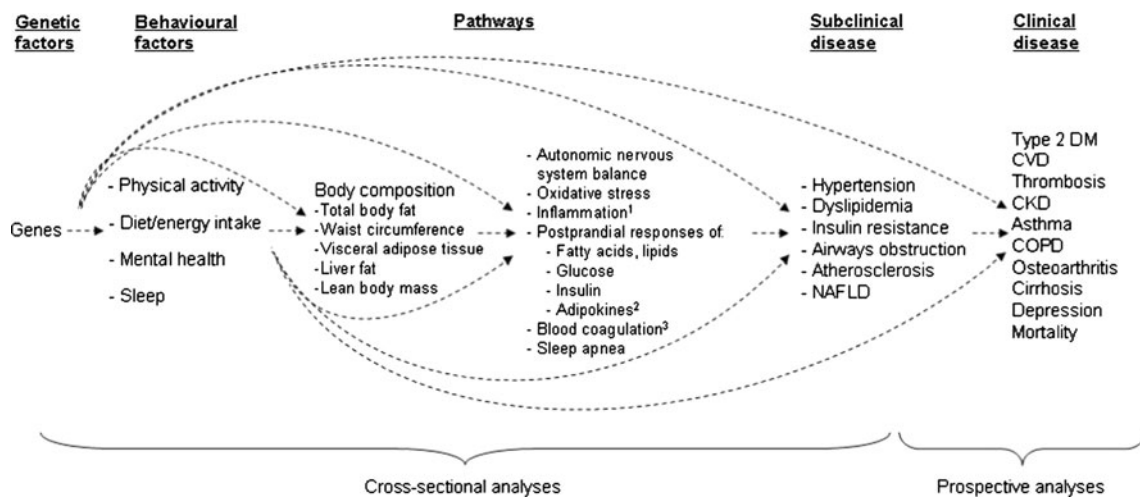 Genetic
factors
Behavioural
factors
Pathways
Subclinical
disease
Clinical
disease
Genes
- Physical activity
- Diet/energy intake
- Mental health
- Sleep
Body composition
-Total body fat
-Waist circumference
-Visceral adipose tissue
-Liver fat
-Lean body mass
- Autonomic nervous
system balance
- Oxidative stress
- Inflammation¹
- Postprandial responses of:
- Fatty acids, lipids
- Glucose
- Insulin
- Adipokines²
- Blood coagulation³
- Sleep apnea
- Hypertension
- Dyslipidemia
- Insulin resistance
- Airways obstruction
- Atherosclerosis
- NAFLD
Type 2 DM
CVD
Thrombosis
CKD
Asthma
COPD
Osteoarthritis
Cirrhosis
Depression
Mortality
Cross-sectional analyses
Prospective analyses